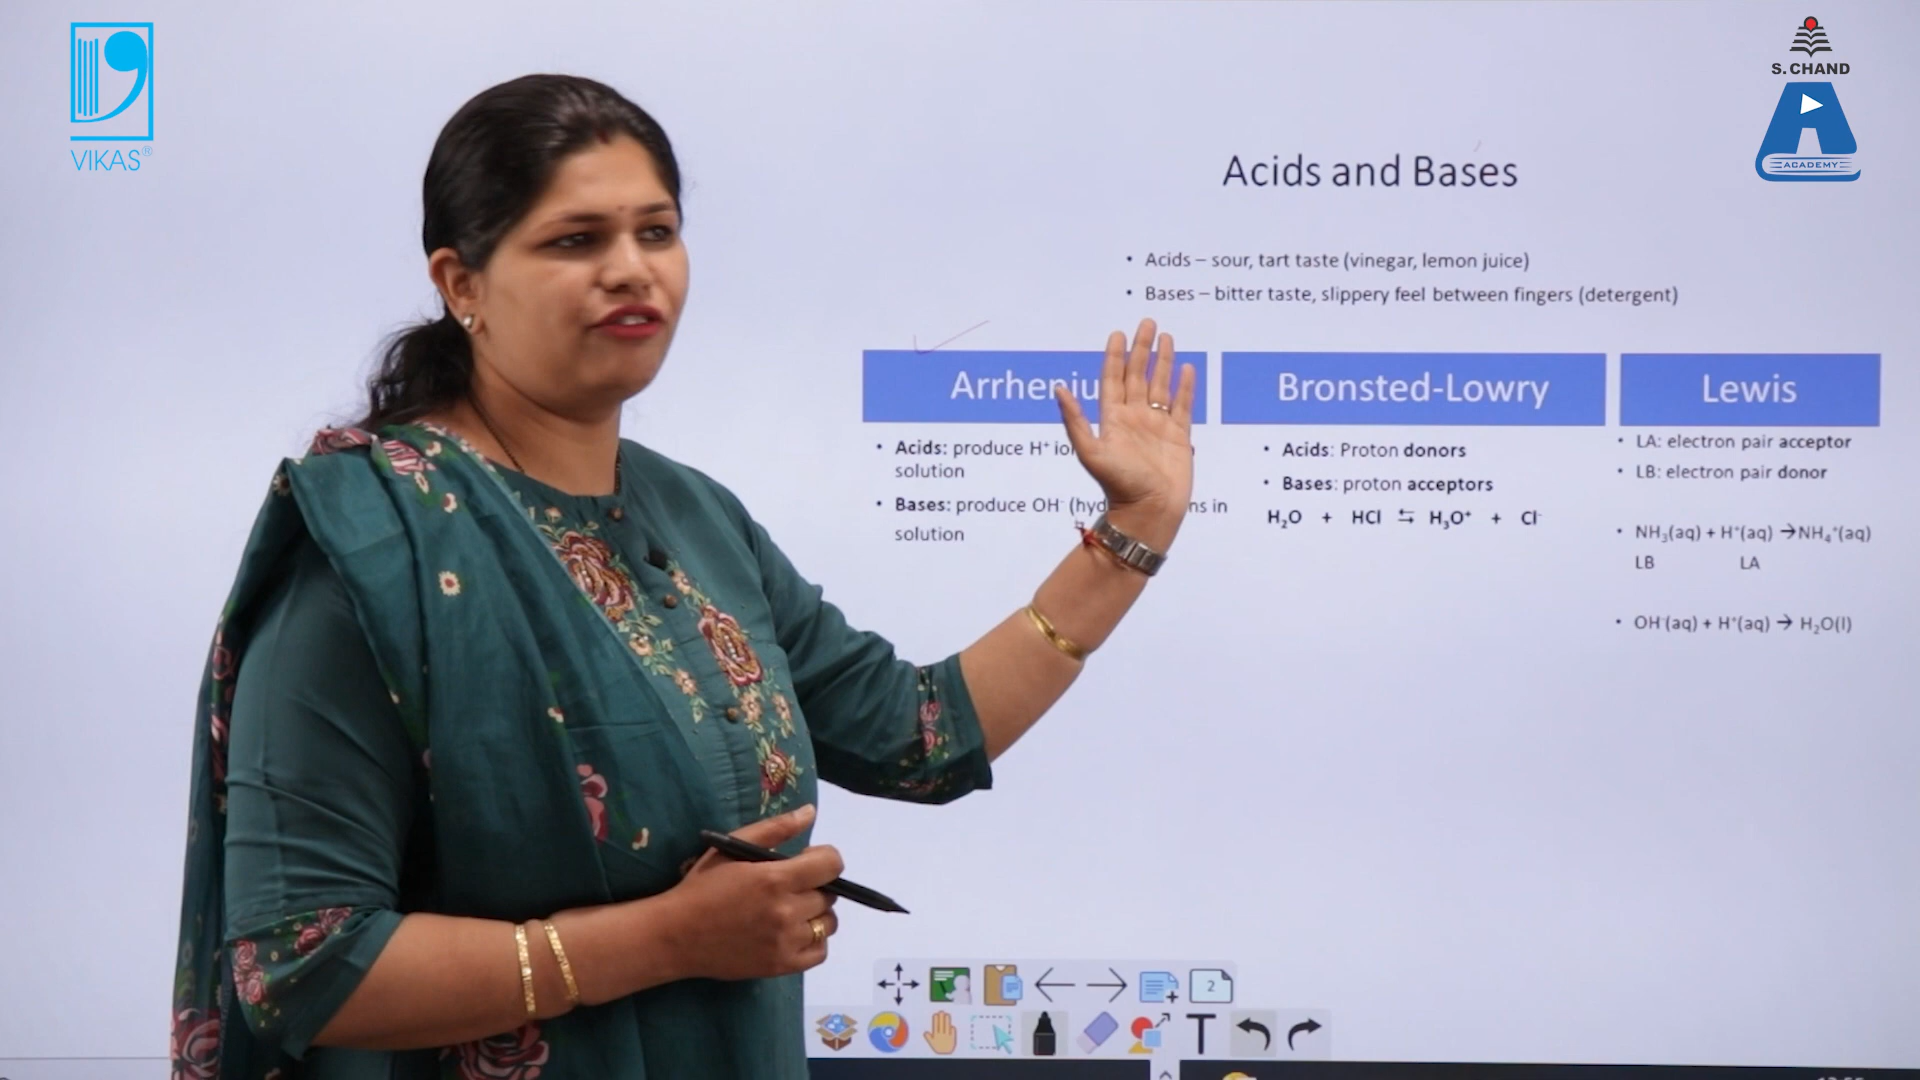 VIKAS®
S. CHAND
ACADEMY
Acids and Bases
• Acids – sour, tart taste (vinegar, lemon juice)
• Bases – bitter taste, slippery feel between fingers (detergent)
Arrheniu
• Acids: produce H⁺
solution
• Bases: produce OH⁻ in
solution
Bronsted-Lowry
• Acids: Proton donors
• Bases: proton acceptors
H₂O + HCl ⇆ H₃O⁺ + Cl⁻
Lewis
• LA: electron pair acceptor
• LB: electron pair donor
• NH₃(aq) + H⁺(aq) →NH₄⁺(aq)
LB LA
• OH⁻(aq) + H⁺(aq) → H₂O(l)
2
T